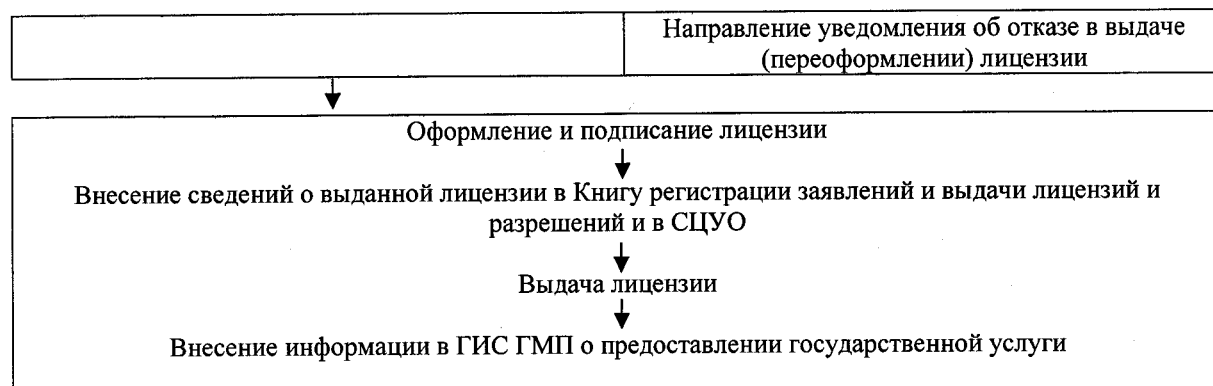 Направление уведомления об отказе в выдаче
(переоформлении) лицензии
Оформление и подписание лицензии
Внесение сведений о выданной лицензии в Книгу регистрации заявлений и выдачи лицензий и
разрешений и в СЦУО
Выдача лицензии
Внесение информации в ГИС ГМП о предоставлении государственной услуги